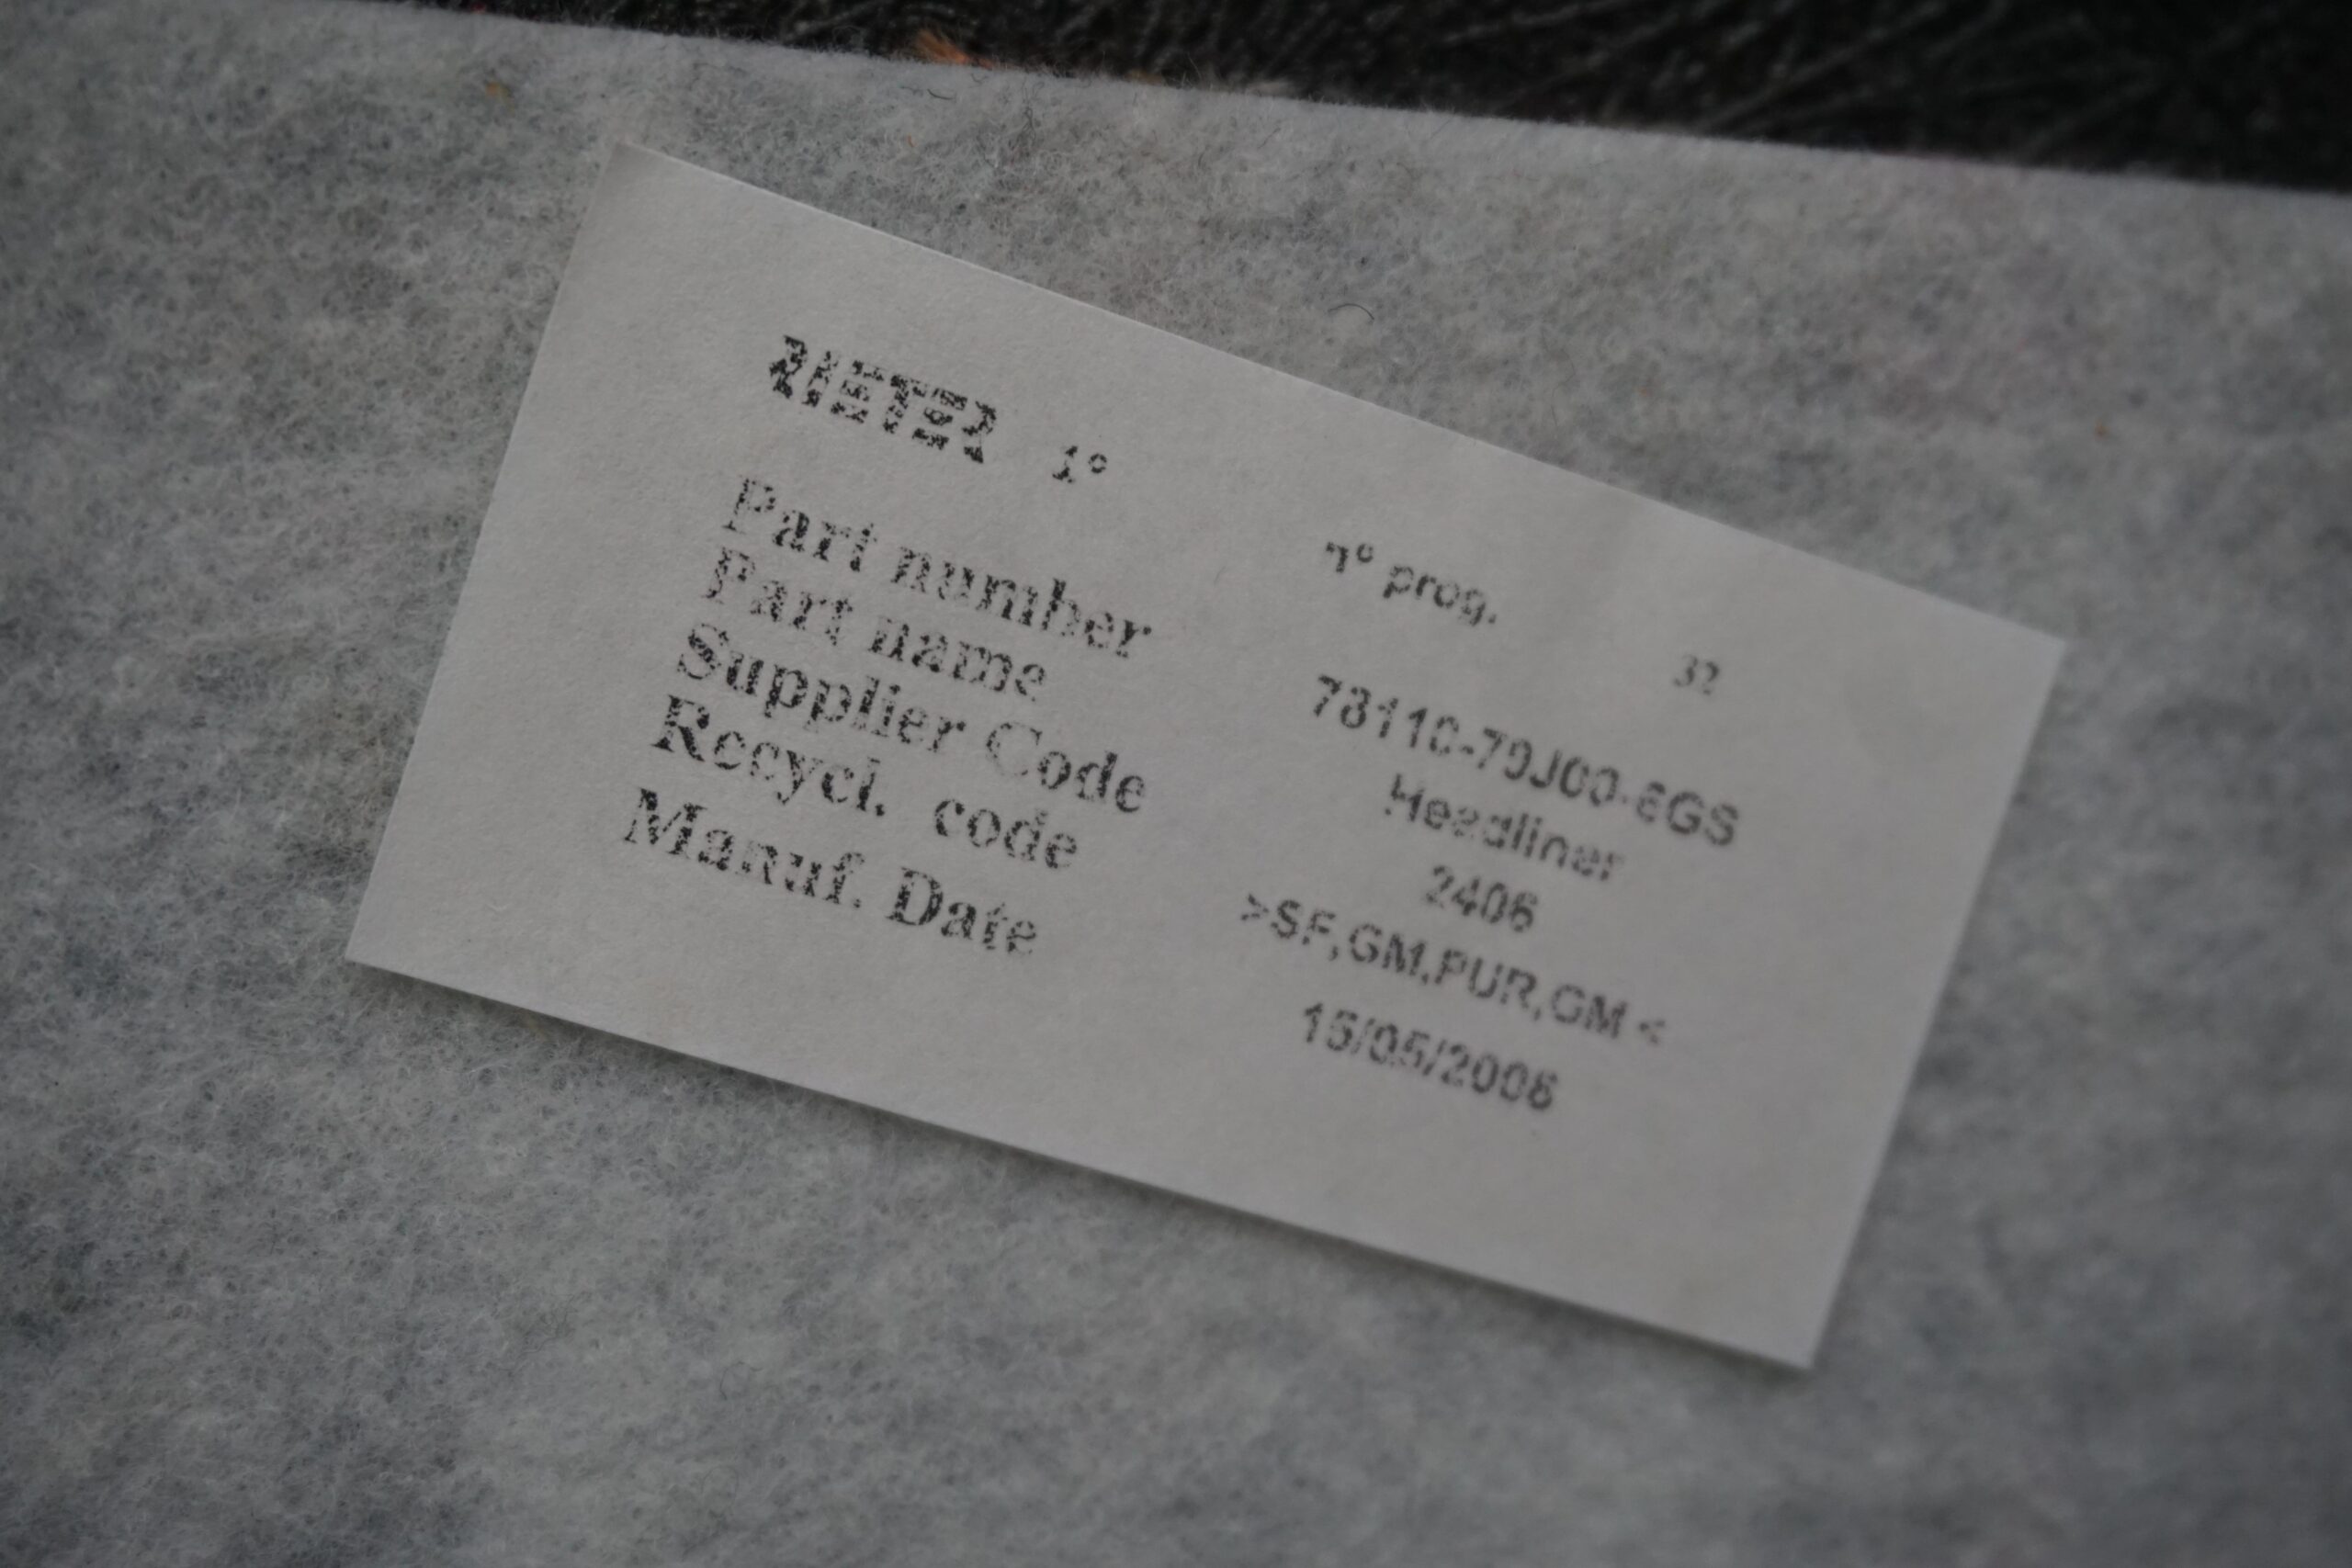 RIETER 1°
1° prog. 32
Part number 78110-79J00-6GS
Part name Headliner
Supplier Code 2406
Recycl. code >SF,GM,PUR,GM <
Manuf. Date 15/05/2008